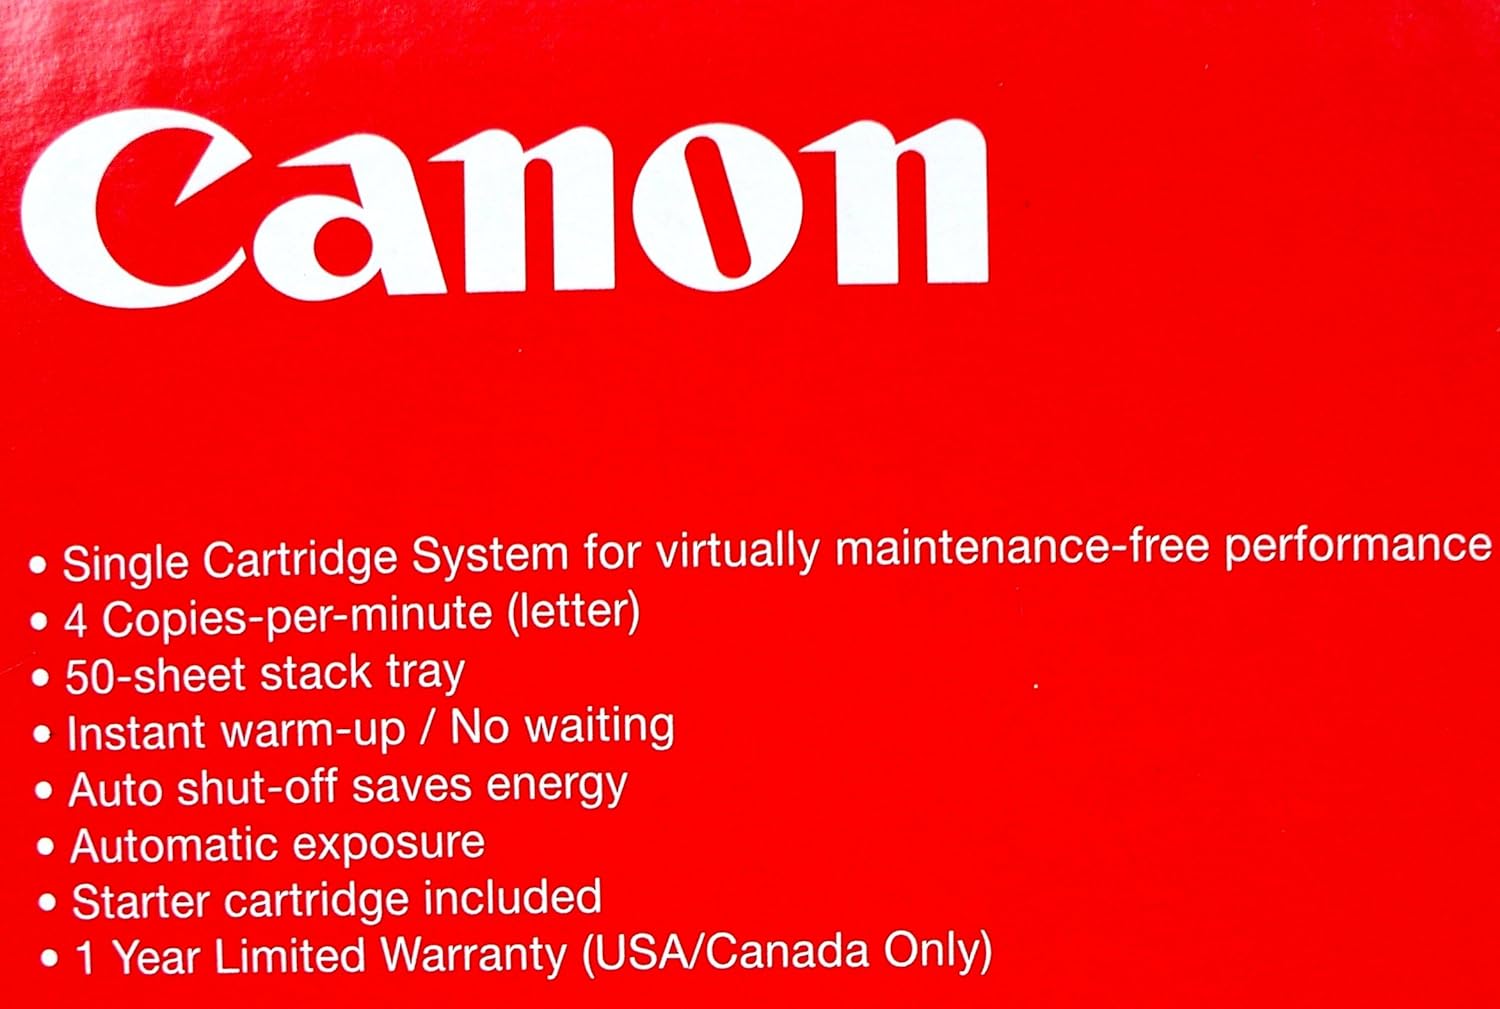 Canon
• Single Cartridge System for virtually maintenance-free performance
• 4 Copies-per-minute (letter)
• 50-sheet stack tray
• Instant warm-up / No waiting
• Auto shut-off saves energy
• Automatic exposure
• Starter cartridge included
• 1 Year Limited Warranty (USA/Canada Only)